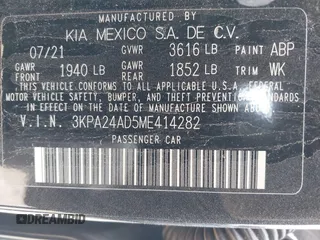 MANUFACTURED BY
KIA MEXICO S.A. DE C.V.
07/21 GVWR 3616 LB PAINT ABP
GAWR 1940 LB GAWR 1852 LB TRIM WK
THIS VEHICLE CONFORMS TO ALL APPLICABLE U.S.A. FEDERAL
MOTOR VEHICLE SAFETY, BUMPER, AND THEFT PREVENTION
STANDARDS IN EFFECT ON THE DATE OF MANUFACTURE SHOWN ABOVE.
V.I.N. 3KPA24AD5ME414282
PASSENGER CAR
DREAMBID